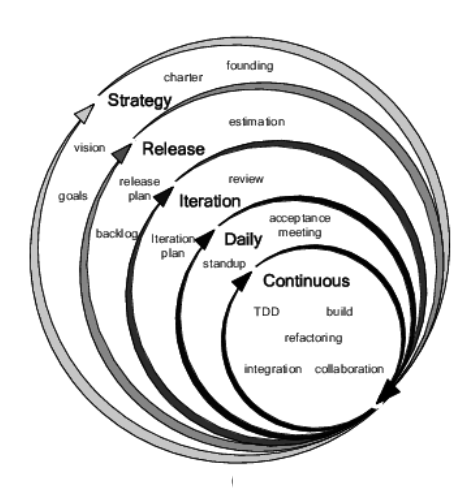 founding
charter
Strategy
estimation
vision
Release
release
plan
review
goals
Iteration
acceptance
meeting
backlog
Iteration
plan
Daily
standup
Continuous
TDD build
refactoring
integration collaboration